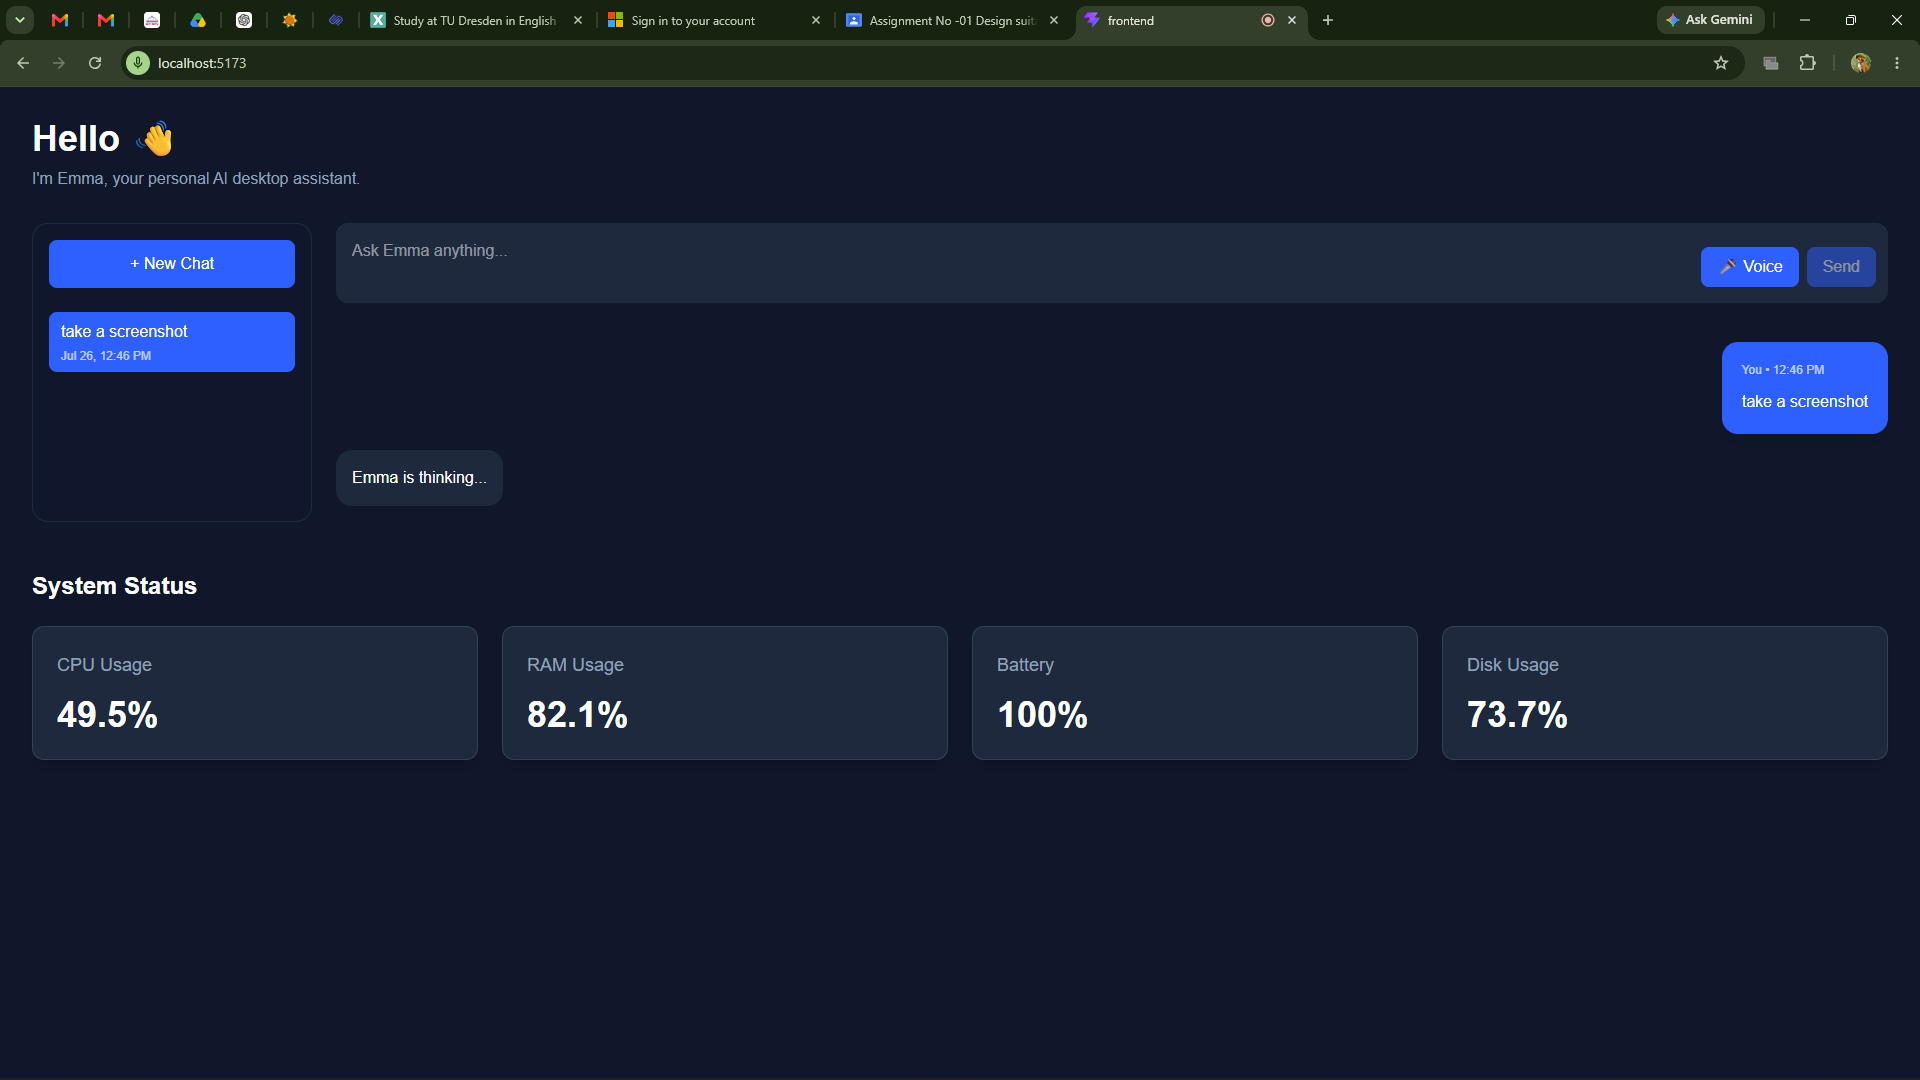 Study at TU Dresden in English
Sign in to your account
Assignment No -01 Design suit
frontend
Ask Gemini
localhost:5173
Hello 👋
I'm Emma, your personal AI desktop assistant.
+ New Chat
take a screenshot
Jul 26, 12:46 PM
Ask Emma anything...
🎤 Voice
Send
You • 12:46 PM
take a screenshot
Emma is thinking...
System Status
CPU Usage
49.5%
RAM Usage
82.1%
Battery
100%
Disk Usage
73.7%